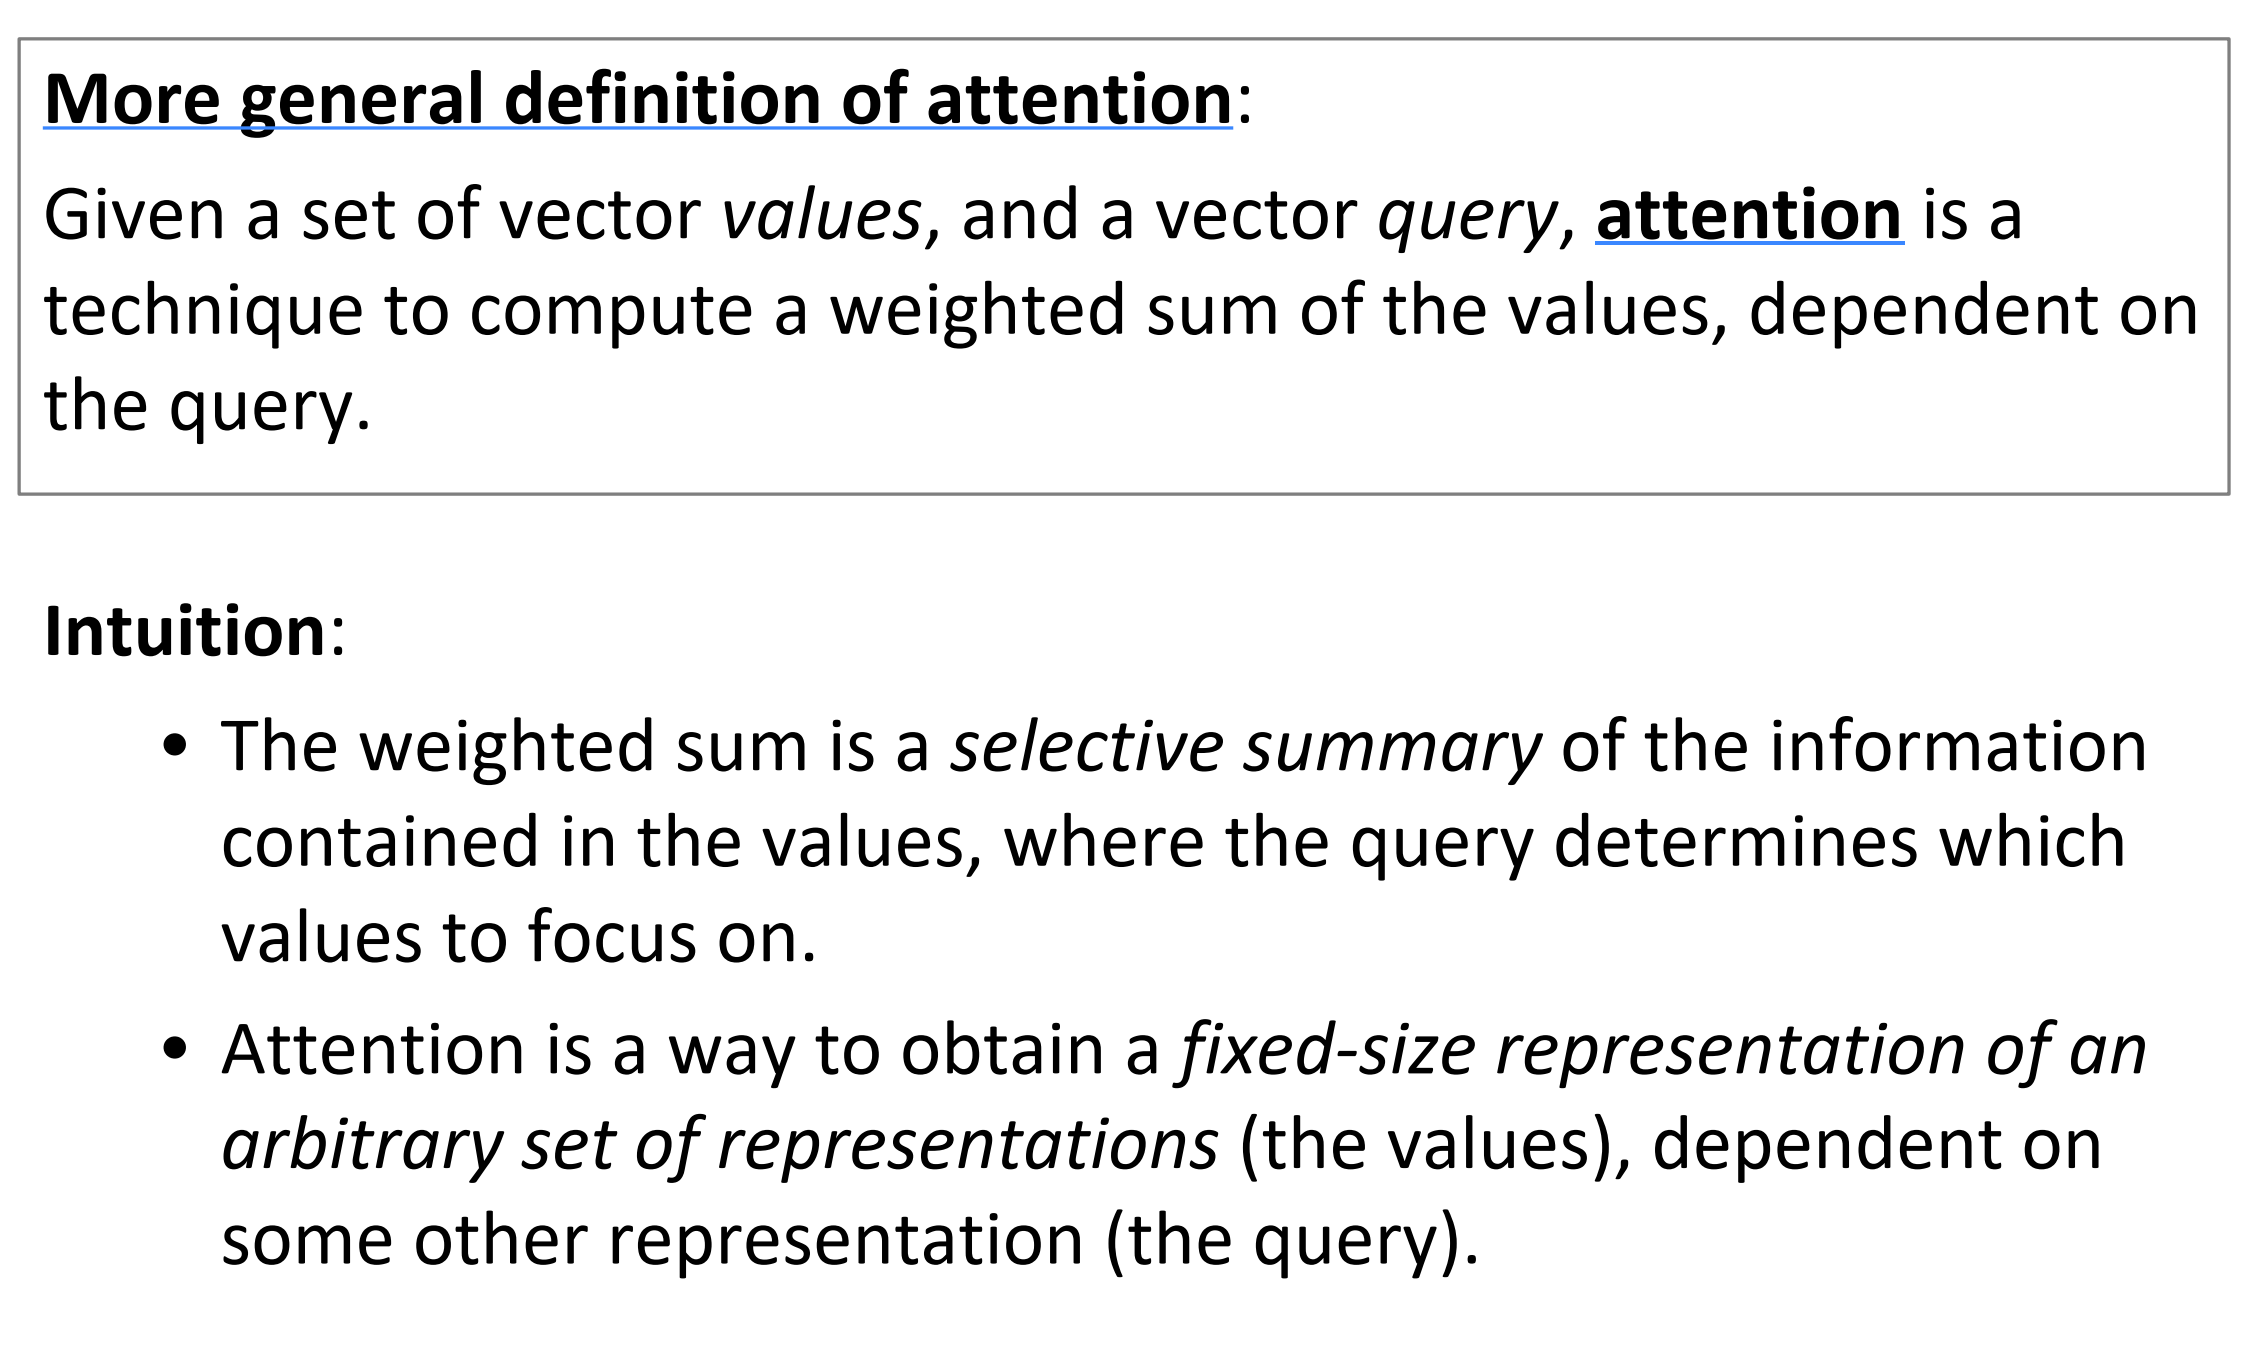 More general definition of attention:
Given a set of vector values, and a vector query, attention is a
technique to compute a weighted sum of the values, dependent on
the query.
Intuition:
• The weighted sum is a selective summary of the information
contained in the values, where the query determines which
values to focus on.
• Attention is a way to obtain a fixed-size representation of an
arbitrary set of representations (the values), dependent on
some other representation (the query).